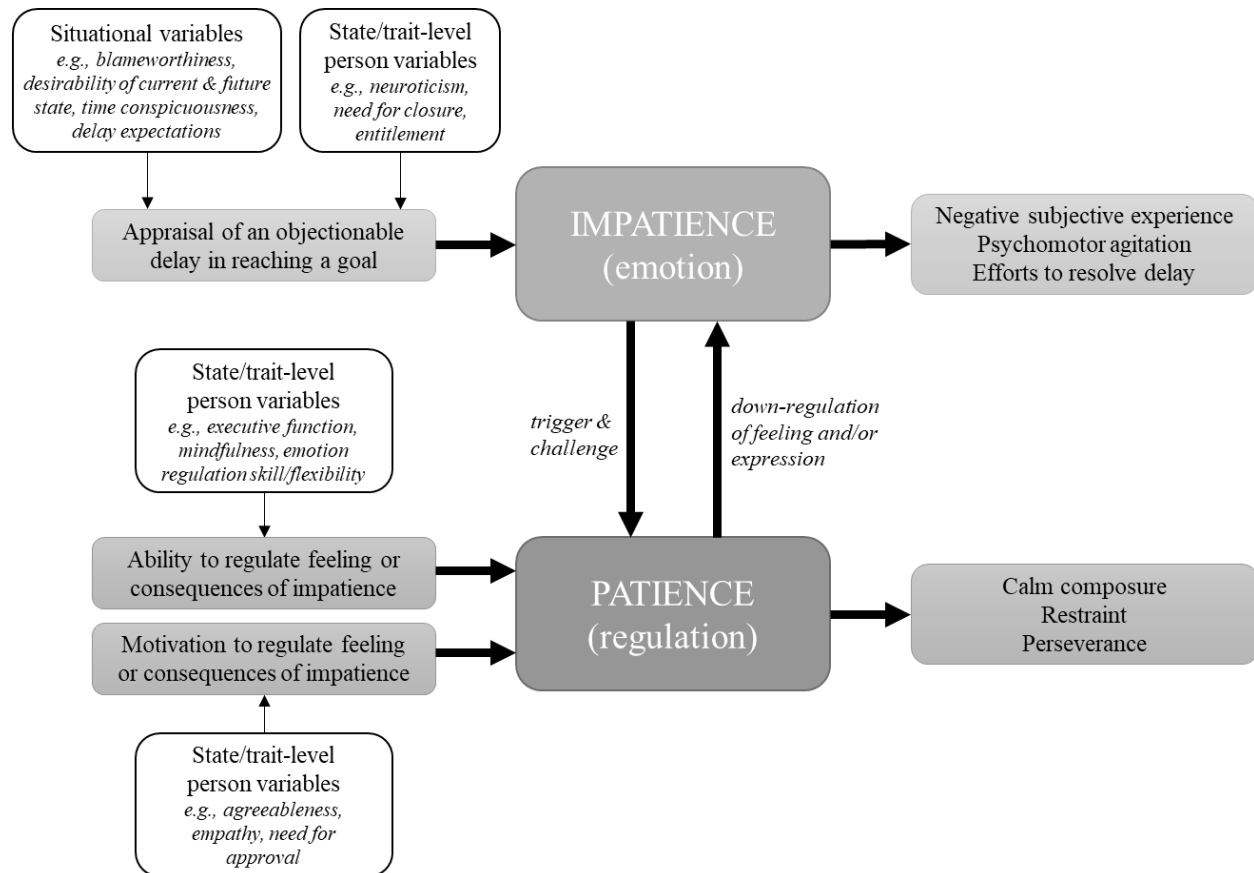 Situational variables
e.g., blameworthiness,
desirability of current & future
state, time conspicuousness,
delay expectations
State/trait-level
person variables
e.g., neuroticism,
need for closure,
entitlement
Appraisal of an objectionable
delay in reaching a goal
IMPATIENCE
(emotion)
Negative subjective experience
Psychomotor agitation
Efforts to resolve delay
State/trait-level
person variables
e.g., executive function,
mindfulness, emotion
regulation skill/flexibility
trigger &
challenge
down-regulation
of feeling and/or
expression
Ability to regulate feeling or
consequences of impatience
Motivation to regulate feeling
or consequences of impatience
PATIENCE
(regulation)
Calm composure
Restraint
Perseverance
State/trait-level
person variables
e.g., agreeableness,
empathy, need for
approval